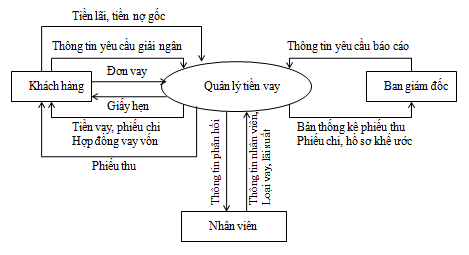 Tiền lãi, tiền nợ gốc
Thông tin yêu cầu giải ngân
Thông tin yêu cầu báo cáo
Đơn vay
Khách hàng
Quản lý tiền vay
Ban giám đốc
Giấy hẹn
Tiền vay, phiếu chi
Hợp đồng vay vốn
Bản thống kê phiếu thu
Phiếu chi, hồ sơ khế ước
Phiếu thu
Thông tin phản hồi
Thông tin nhân viên,
Loại vay, lãi suất
Nhân viên